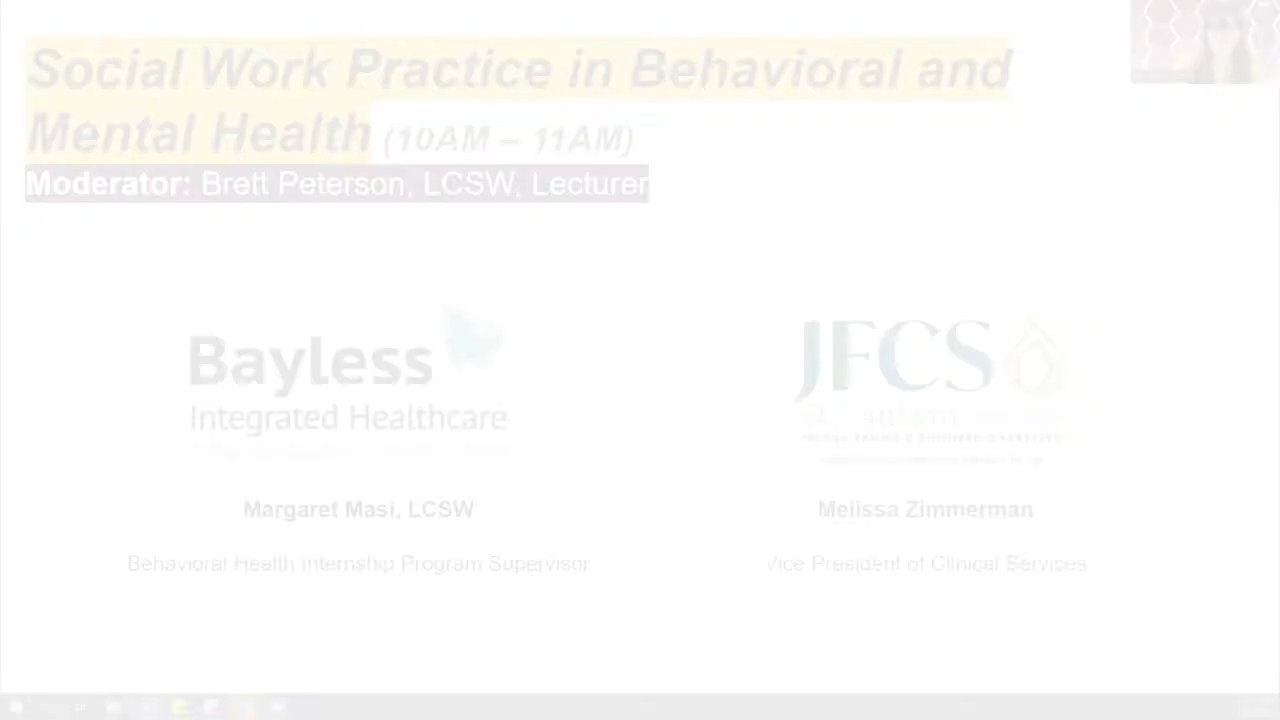 Social Work Practice in Behavioral and
Mental Health (10AM – 11AM)
Moderator: Brett Peterson, LCSW, Lecturer
Bayless
Integrated Healthcare
JFCS
Margaret Masi, LCSW
Melissa Zimmerman
Behavioral Health Internship Program Supervisor
Vice President of Clinical Services